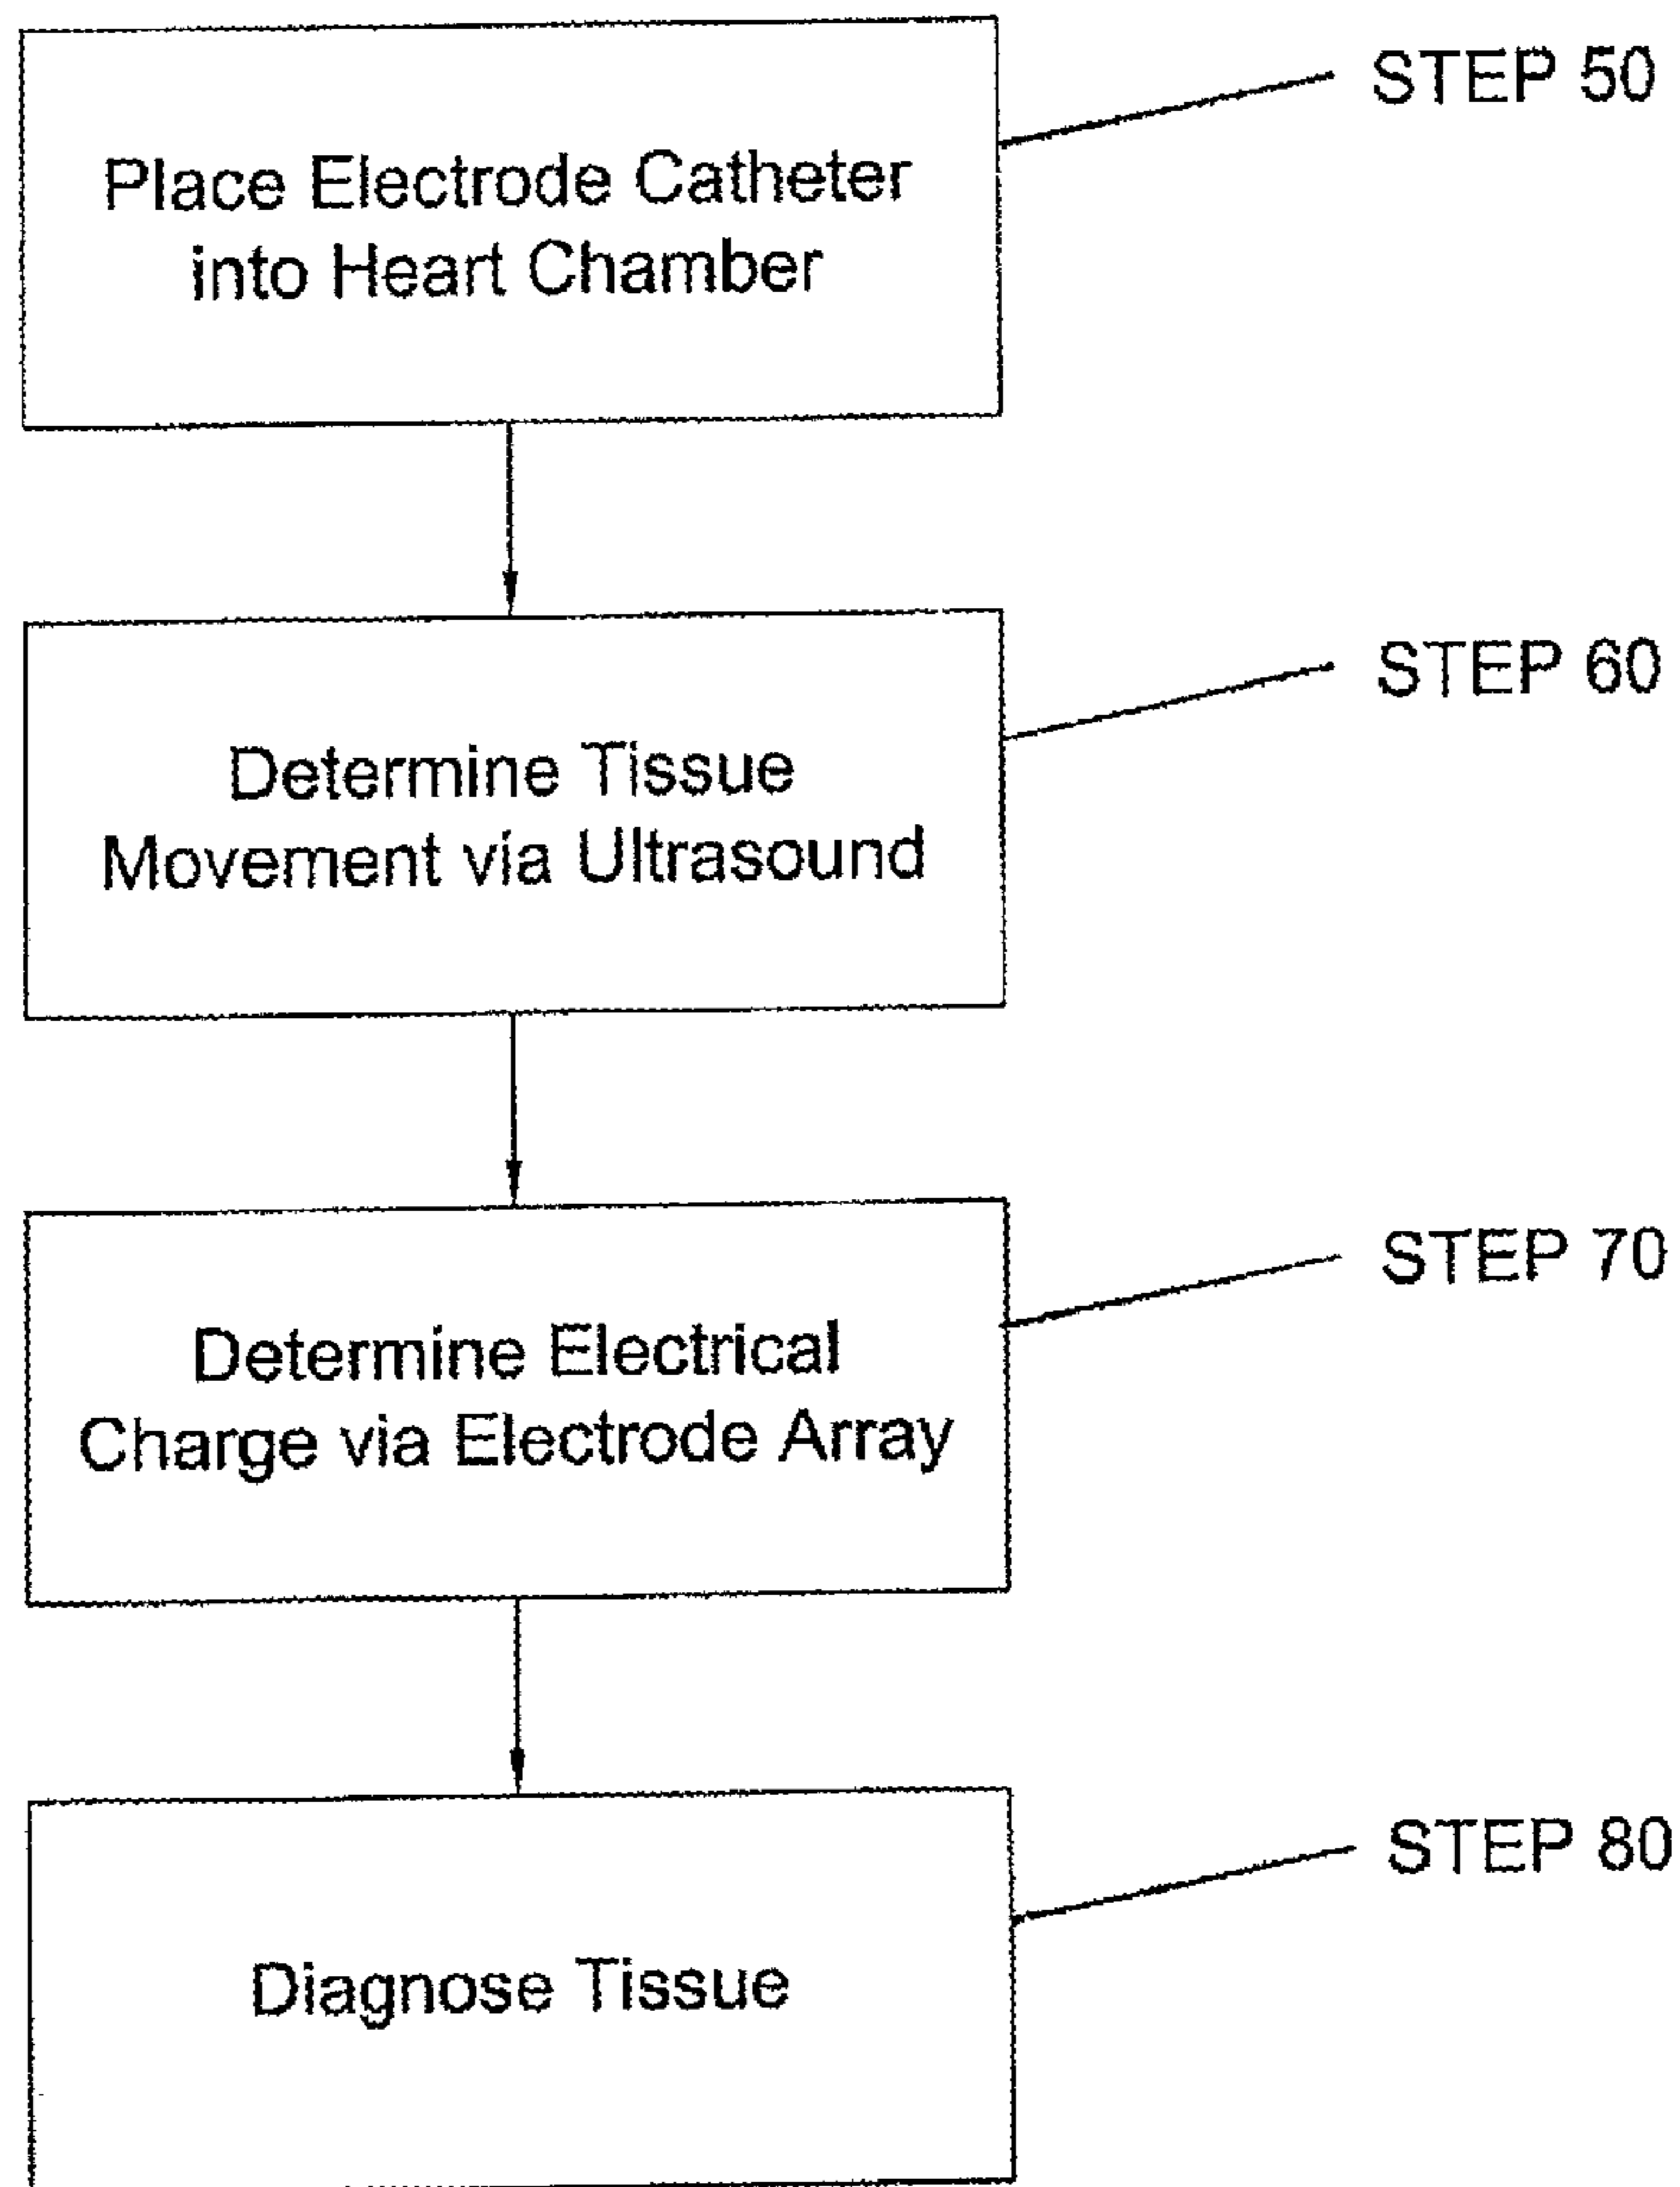 STEP 50
Place Electrode Catheter
into Heart Chamber
STEP 60
Determine Tissue
Movement via Ultrasound
STEP 70
Determine Electrical
Charge via Electrode Array
STEP 80
Diagnose Tissue